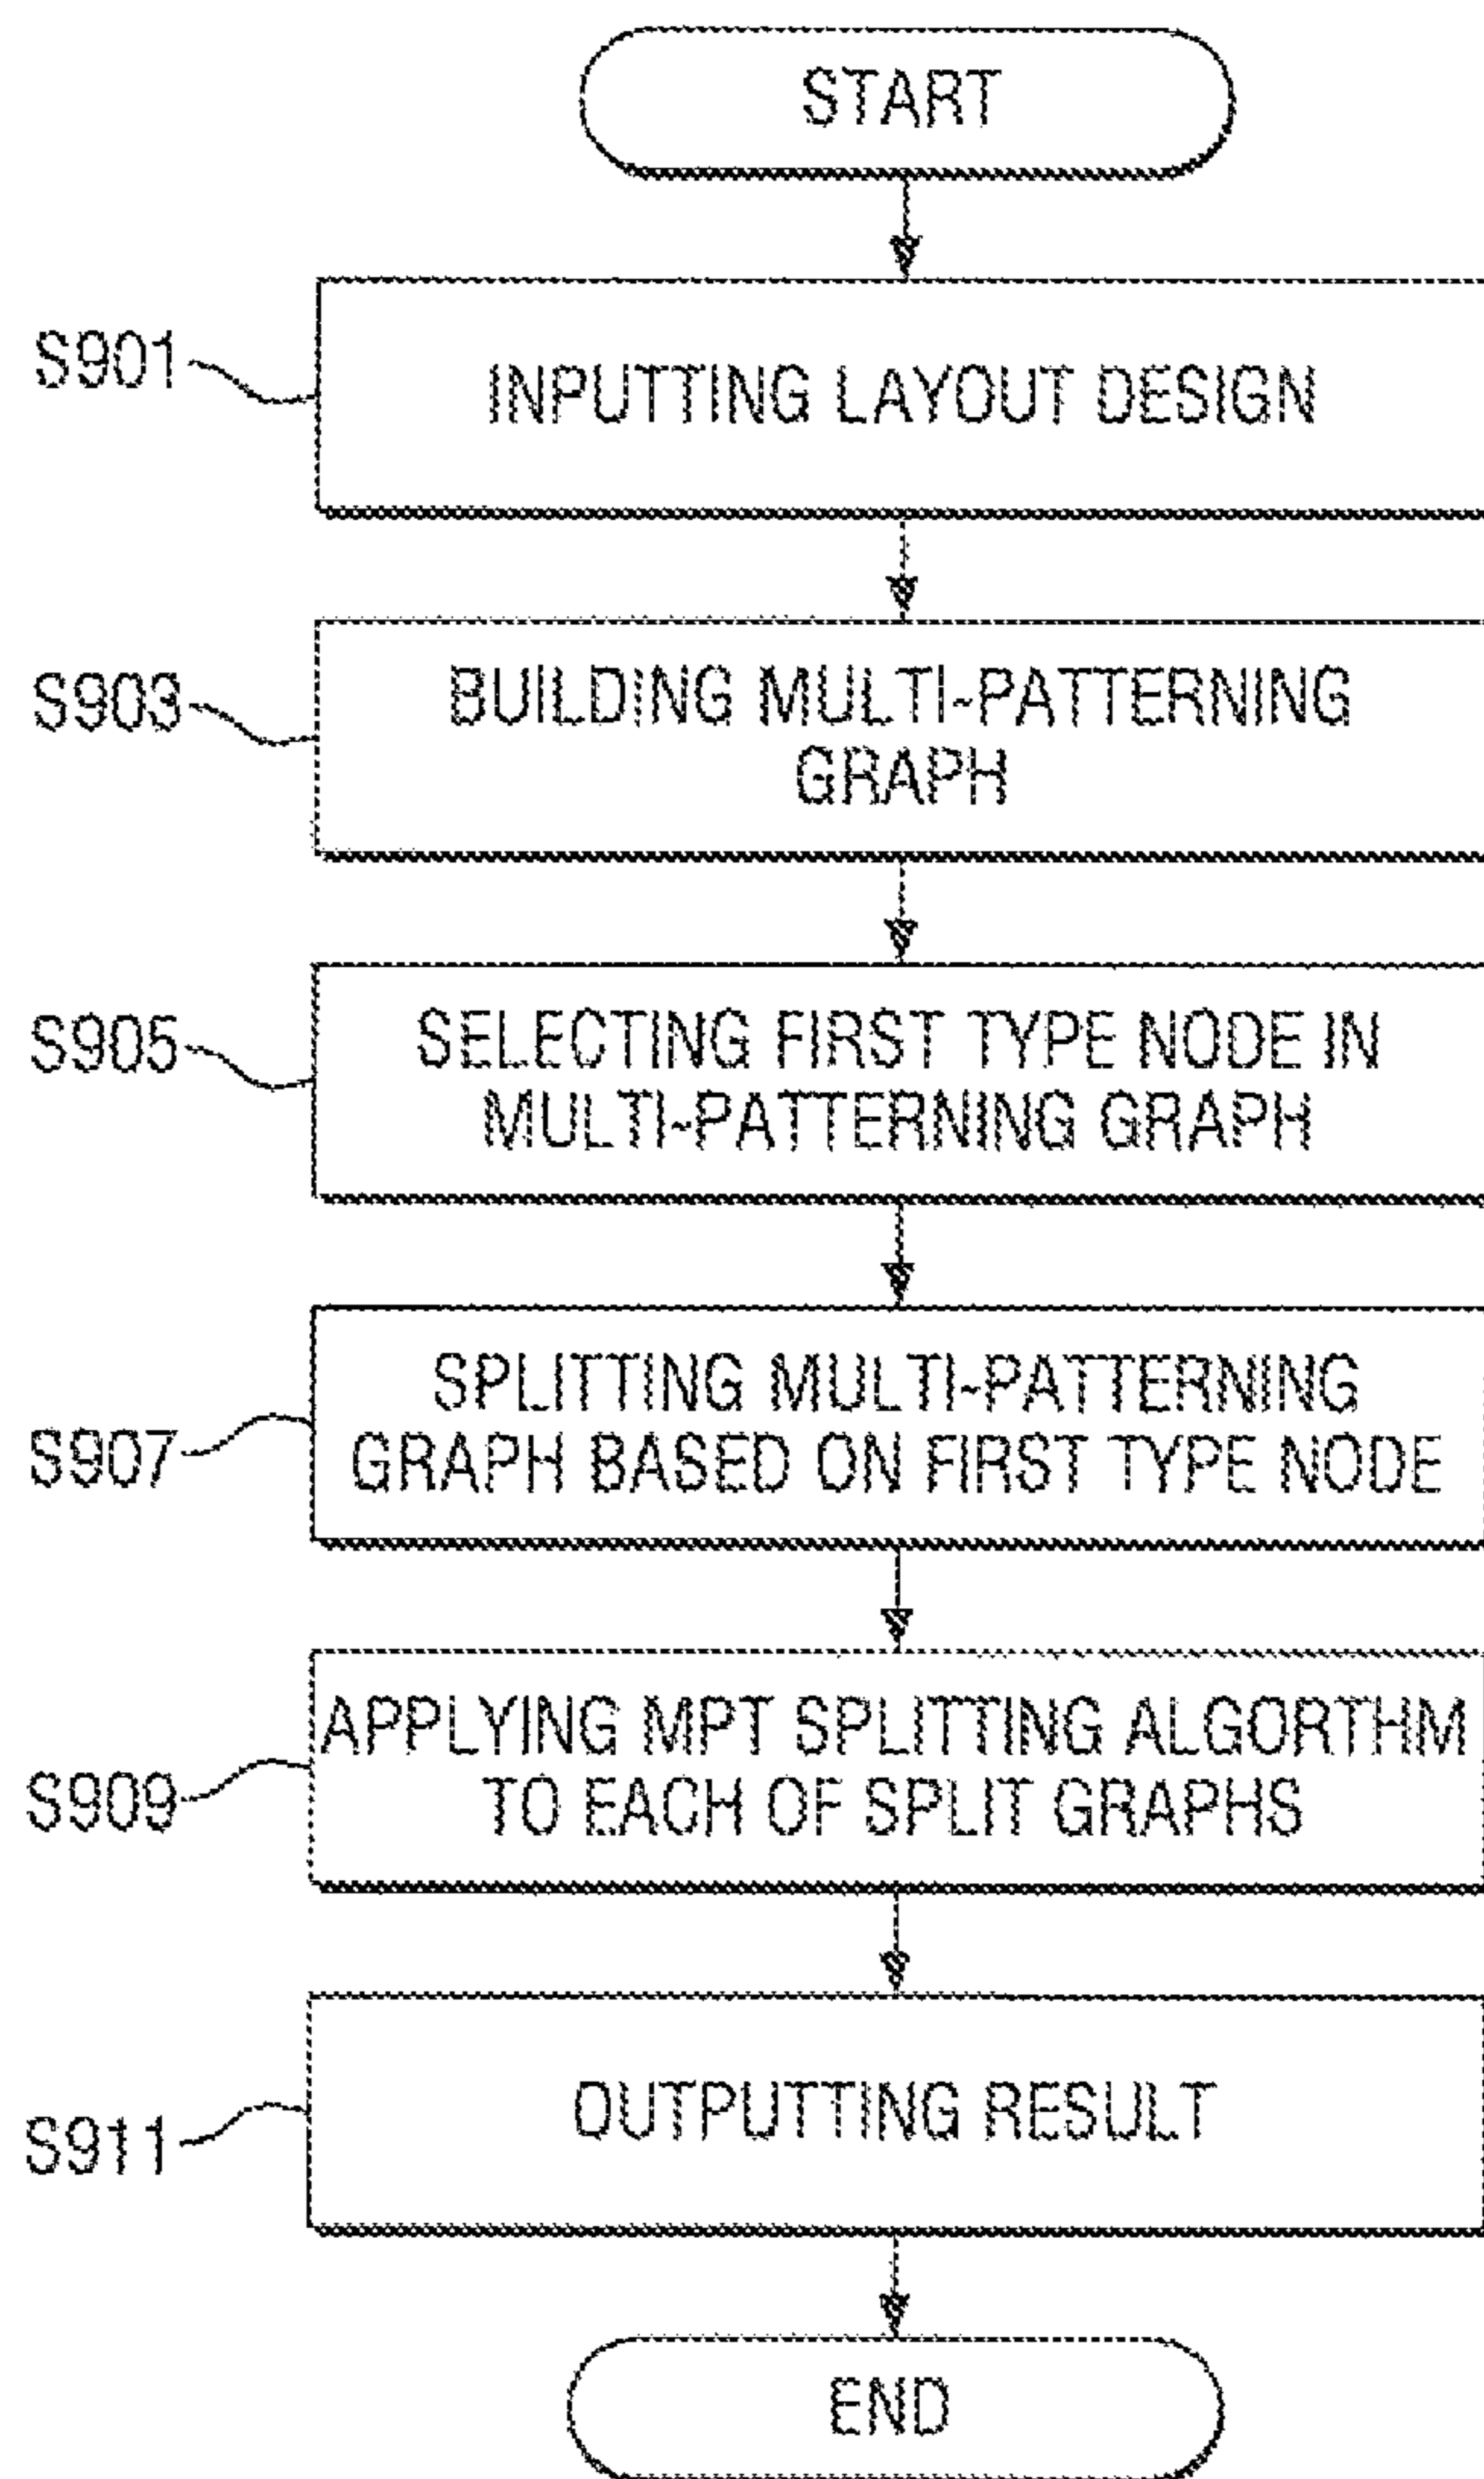 START
S901
INPUTTING LAYOUT DESIGN
S903
BUILDING MULTI-PATTERNING
GRAPH
S905
SELECTING FIRST TYPE NODE IN
MULTI-PATTERNING GRAPH
S907
SPLITTING MULTI-PATTERNING
GRAPH BASED ON FIRST TYPE NODE
S909
APPLYING MPT SPLITTING ALGORTHM
TO EACH OF SPLIT GRAPHS
S911
OUTPUTTING RESULT
END